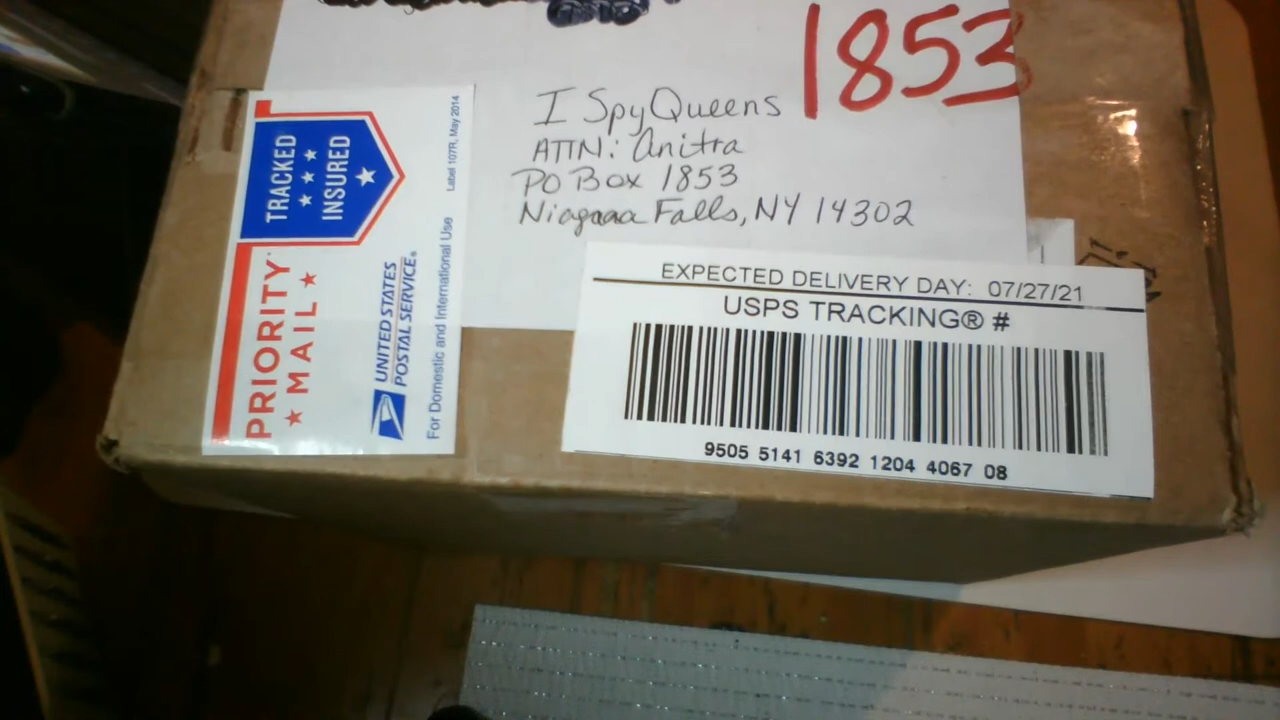 1853
I SpyQueens
ATTN: Anitra
PO Box 1853
Niagara Falls, NY 14302
TRACKED
INSURED
PRIORITY
MAIL
UNITED STATES
POSTAL SERVICE®
For Domestic and International Use
Label 107R, May 2014
EXPECTED DELIVERY DAY: 07/27/21
USPS TRACKING® #
9505 5141 6392 1204 4067 08